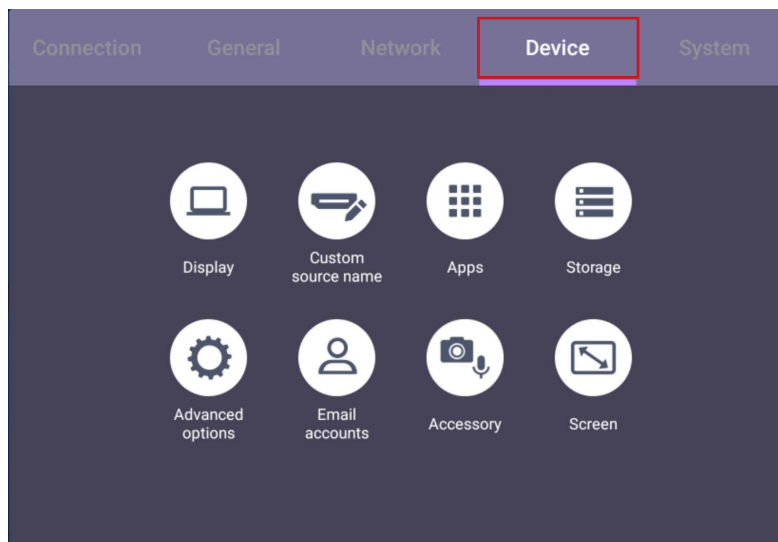 Connection General Network Device System
Display
Custom
source name
Apps
Storage
Advanced
options
Email
accounts
Accessory
Screen